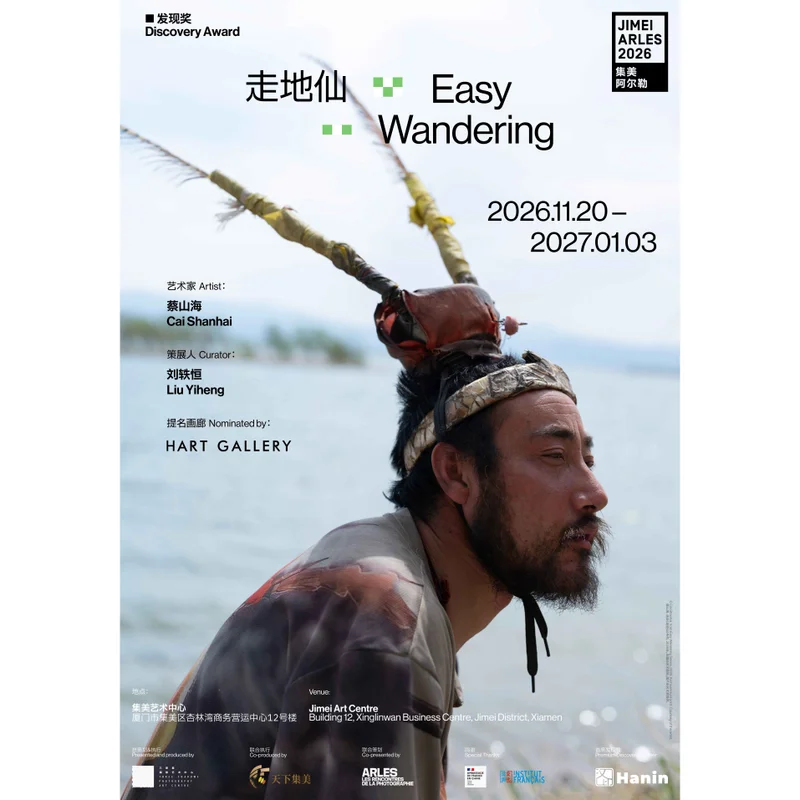 ■ 发现奖
Discovery Award
JIMEI
ARLES
2026
集美
阿尔勒
走地仙 Easy
Wandering
2026.11.20 –
2027.01.03
艺术家 Artist:
蔡山海
Cai Shanhai
策展人 Curator:
刘轶恒
Liu Yiheng
提名画廊 Nominated by:
HART GALLERY
地点:
集美艺术中心
厦门市集美区杏林湾商务营运中心12号楼
Venue:
Jimei Art Centre
Building 12, Xinglinwan Business Centre, Jimei District, Xiamen
Presented and produced by
联合执行
Co-produced by
天下集美
联合策划
Co-presented by
ARLES
LES RENCONTRES
DE LA PHOTOGRAPHIE
INSTITUT
FRANÇAIS
Hanin